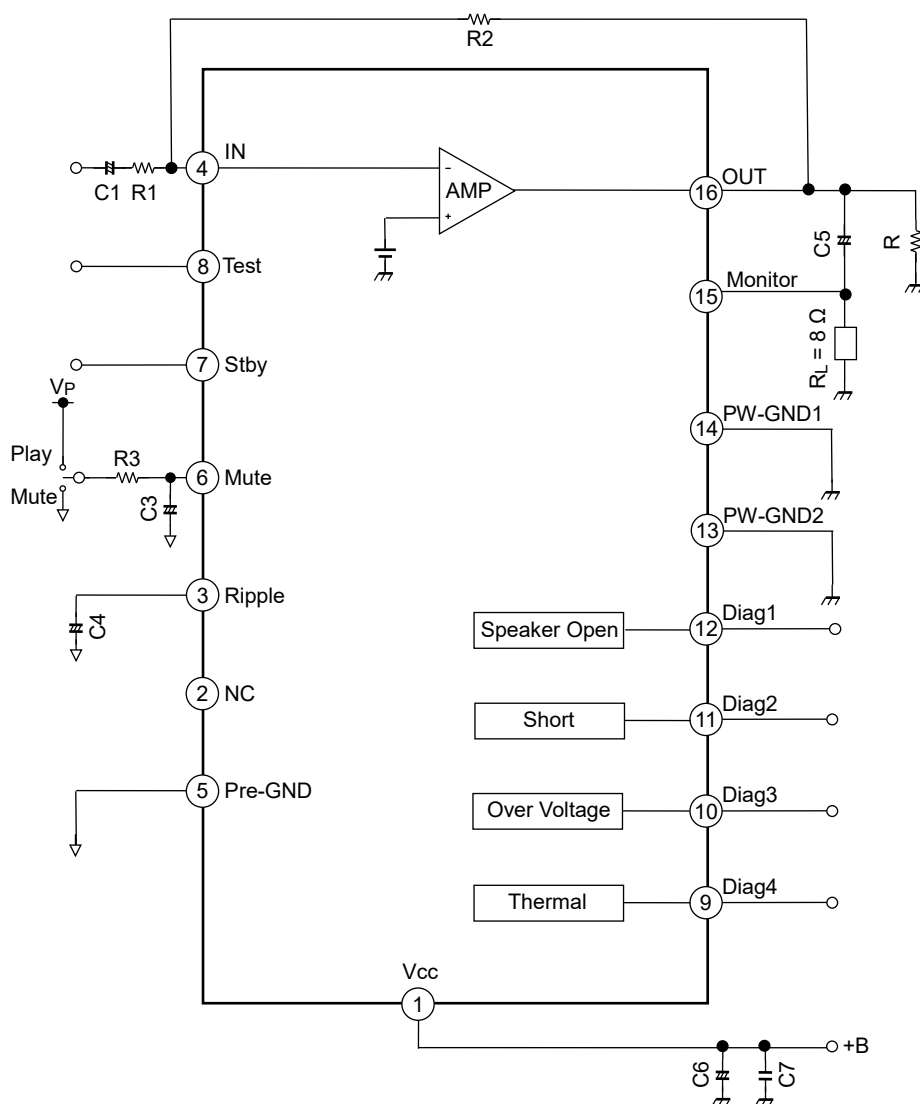 R2
IN
4
C1
R1
AMP
−
+
OUT
16
C5
R
Test
8
Monitor
15
RL = 8 Ω
Stby
7
VP
Play
Mute
R3
6
Mute
C3
PW-GND1
14
PW-GND2
13
3
Ripple
C4
Speaker Open
12
Diag1
2
NC
Short
11
Diag2
5
Pre-GND
Over Voltage
10
Diag3
Thermal
9
Diag4
Vcc
1
+B
C6
C7